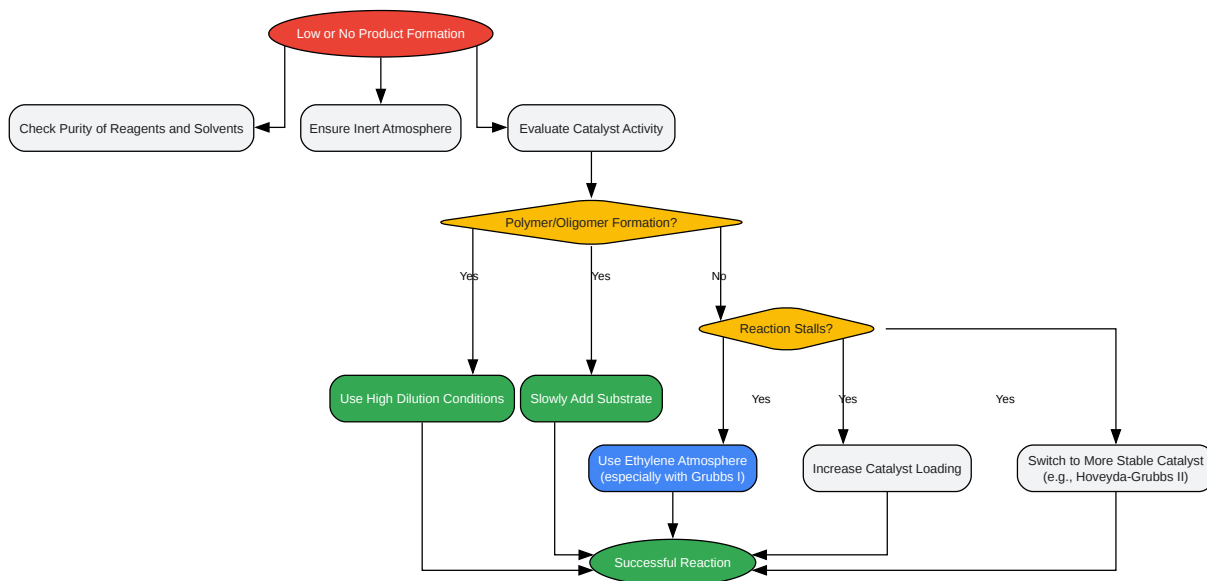 Low or No Product Formation
Check Purity of Reagents and Solvents
Ensure Inert Atmosphere
Evaluate Catalyst Activity
Polymer/Oligomer Formation?
Yes
Yes
No
Reaction Stalls?
Use High Dilution Conditions
Slowly Add Substrate
Yes
Yes
Yes
Use Ethylene Atmosphere
(especially with Grubbs I)
Increase Catalyst Loading
Switch to More Stable Catalyst
(e.g., Hoveyda-Grubbs II)
Successful Reaction